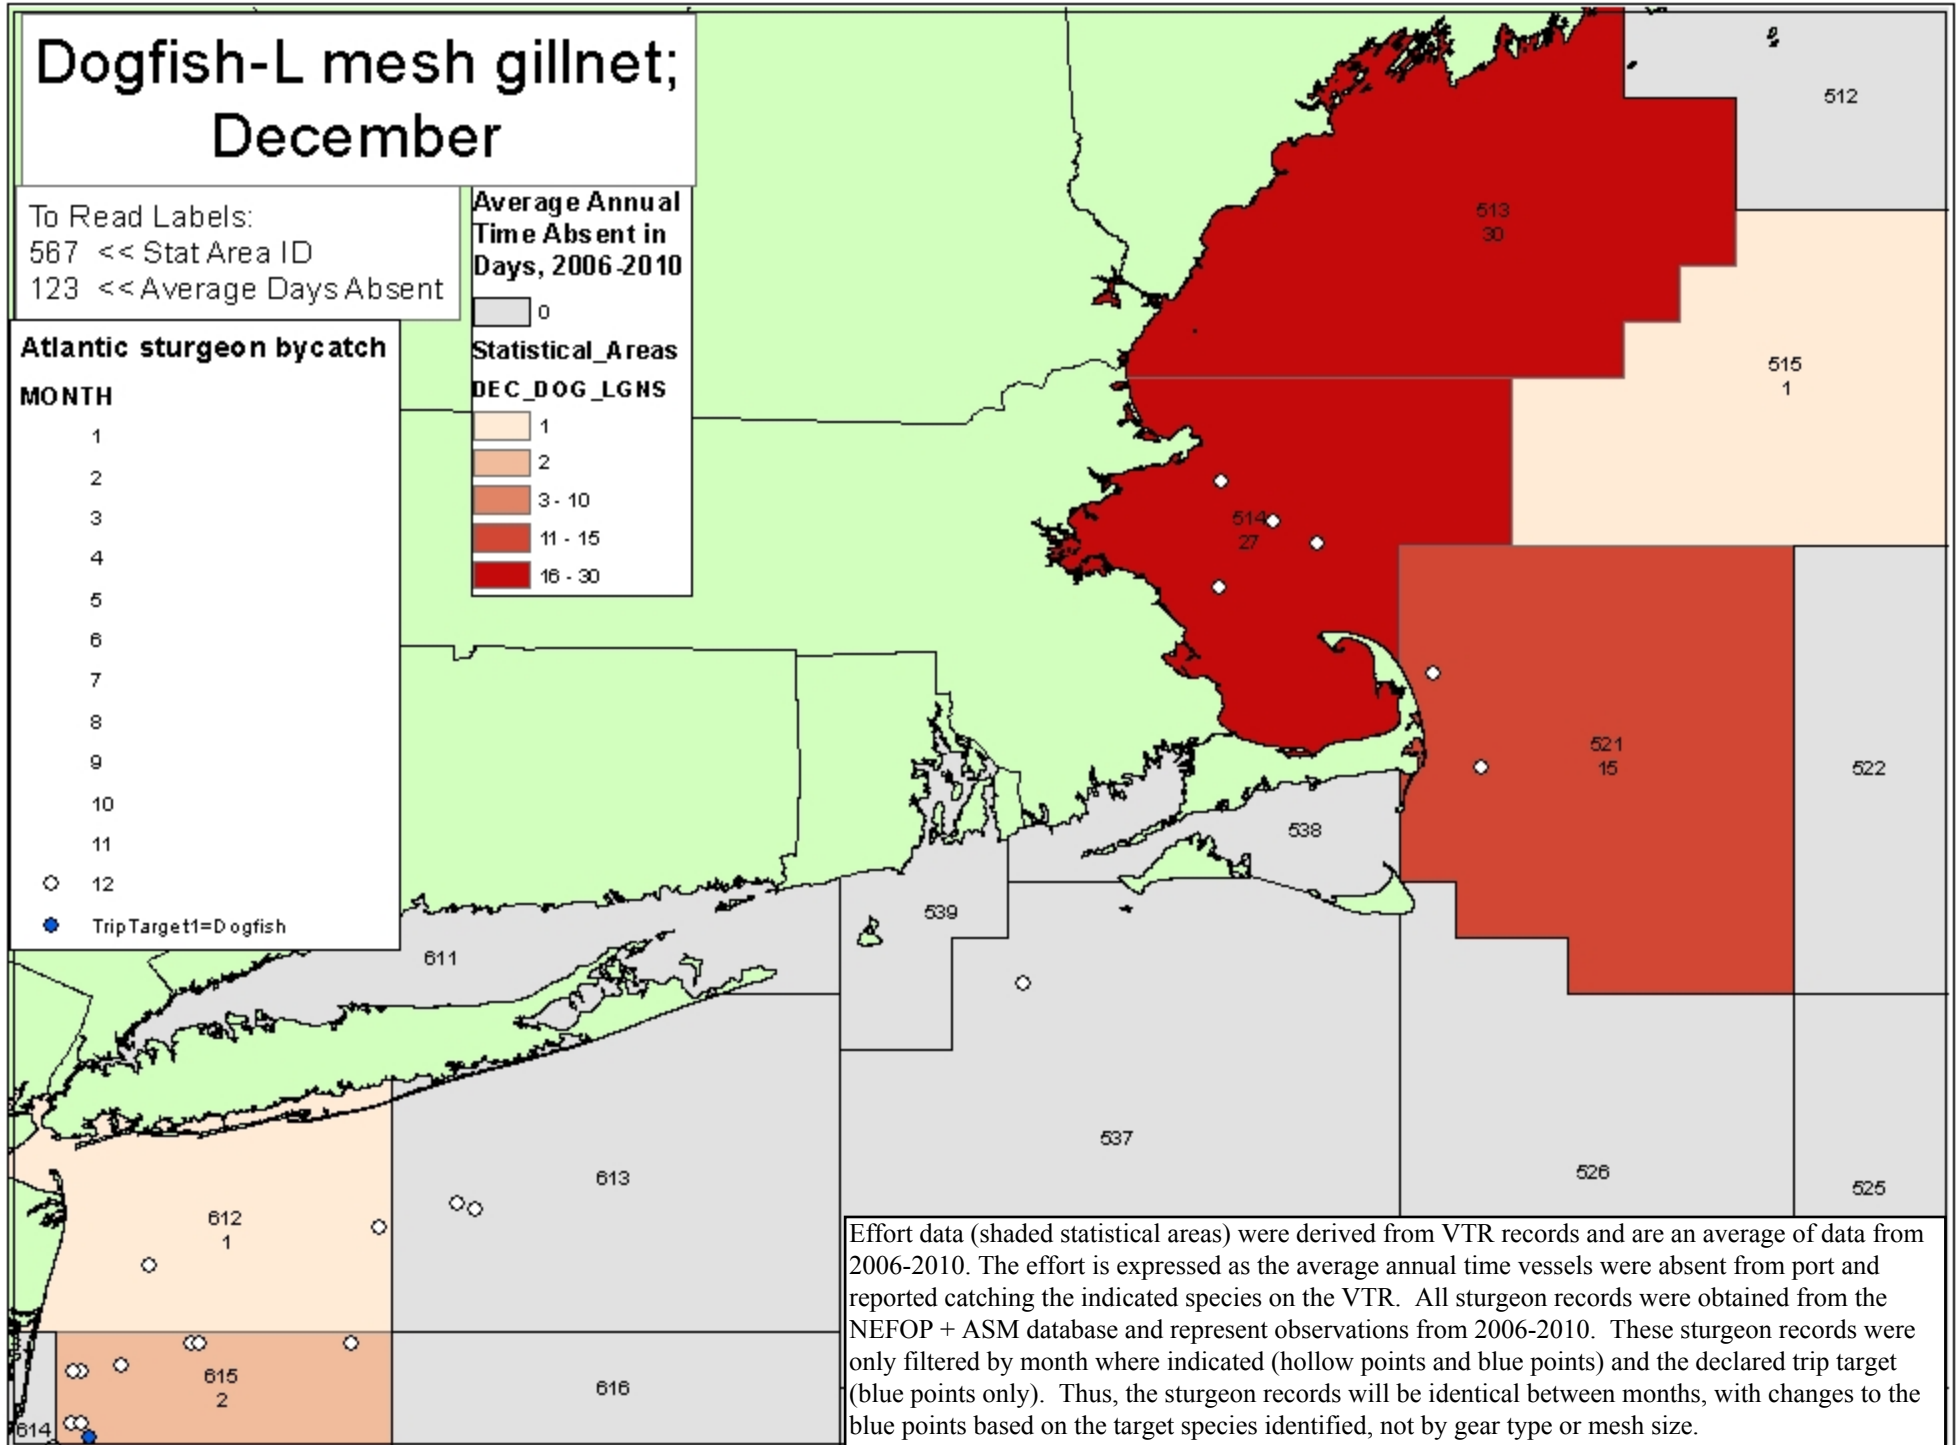 Dogfish-L mesh gillnet;
December
To Read Labels:
567 << Stat Area ID
123 << Average Days Absent
Average Annual
Time Absent in
Days, 2006-2010
0
Statistical_Areas
DEC_DOG_LGNS
1
2
3 - 10
11 - 15
16 - 30
Atlantic sturgeon bycatch
MONTH
1
2
3
4
5
6
7
8
9
10
11
12
TripTarget1=Dogfish
512
513
30
515
1
514
27
521
15
522
538
539
611
537
526
525
613
612
1
615
2
616
614
Effort data (shaded statistical areas) were derived from VTR records and are an average of data from
2006-2010. The effort is expressed as the average annual time vessels were absent from port and
reported catching the indicated species on the VTR.  All sturgeon records were obtained from the
NEFOP + ASM database and represent observations from 2006-2010.  These sturgeon records were
only filtered by month where indicated (hollow points and blue points) and the declared trip target
(blue points only).  Thus, the sturgeon records will be identical between months, with changes to the
blue points based on the target species identified, not by gear type or mesh size.